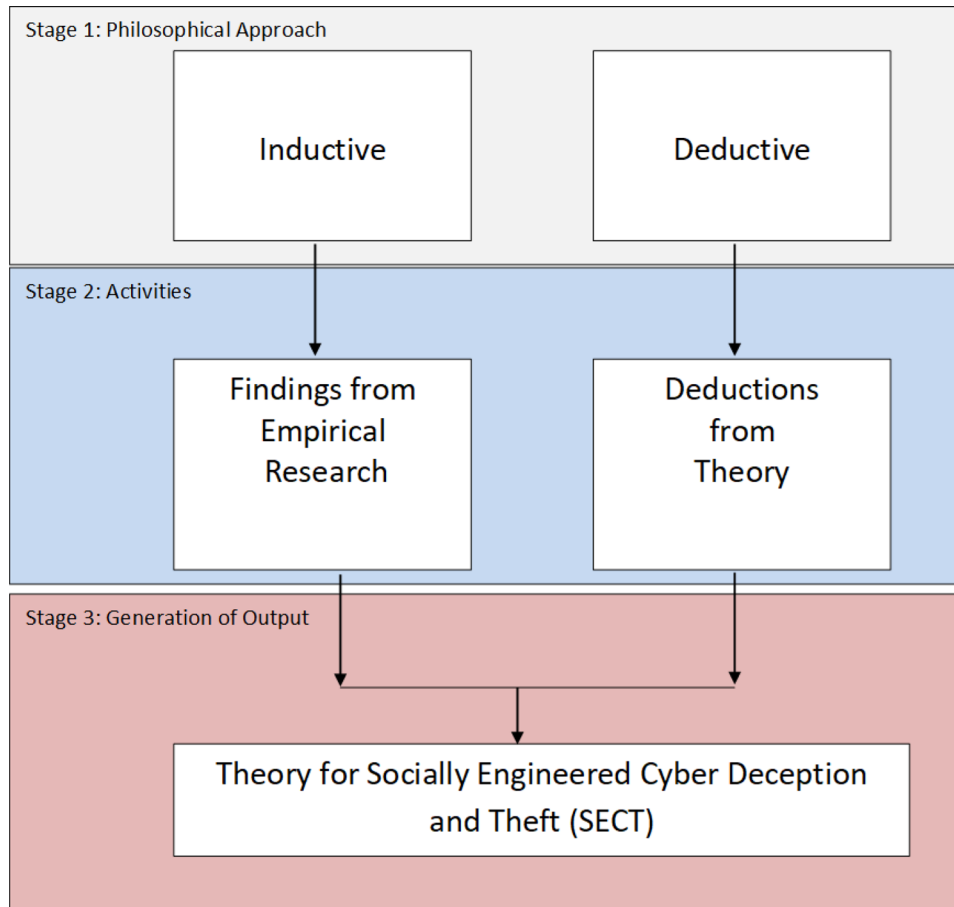 Stage 1: Philosophical Approach
Inductive
Deductive
Stage 2: Activities
Findings from
Empirical
Research
Deductions
from
Theory
Stage 3: Generation of Output
Theory for Socially Engineered Cyber Deception
and Theft (SECT)